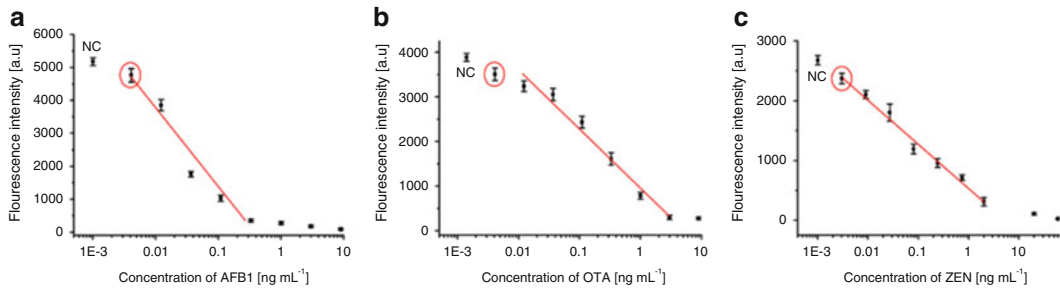 a
Flourescence intensity [a.u]
6000
5000
4000
3000
2000
1000
0
NC
1E-3 0.01 0.1 1 10
Concentration of AFB1 [ng mL⁻¹]
b
Flourescence intensity [a.u]
4000
3000
2000
1000
0
NC
1E-3 0.01 0.1 1 10
Concentration of OTA [ng mL⁻¹]
c
Flourescence intensity [a.u]
3000
2000
1000
0
NC
1E-3 0.01 0.1 1 10
Concentration of ZEN [ng mL⁻¹]